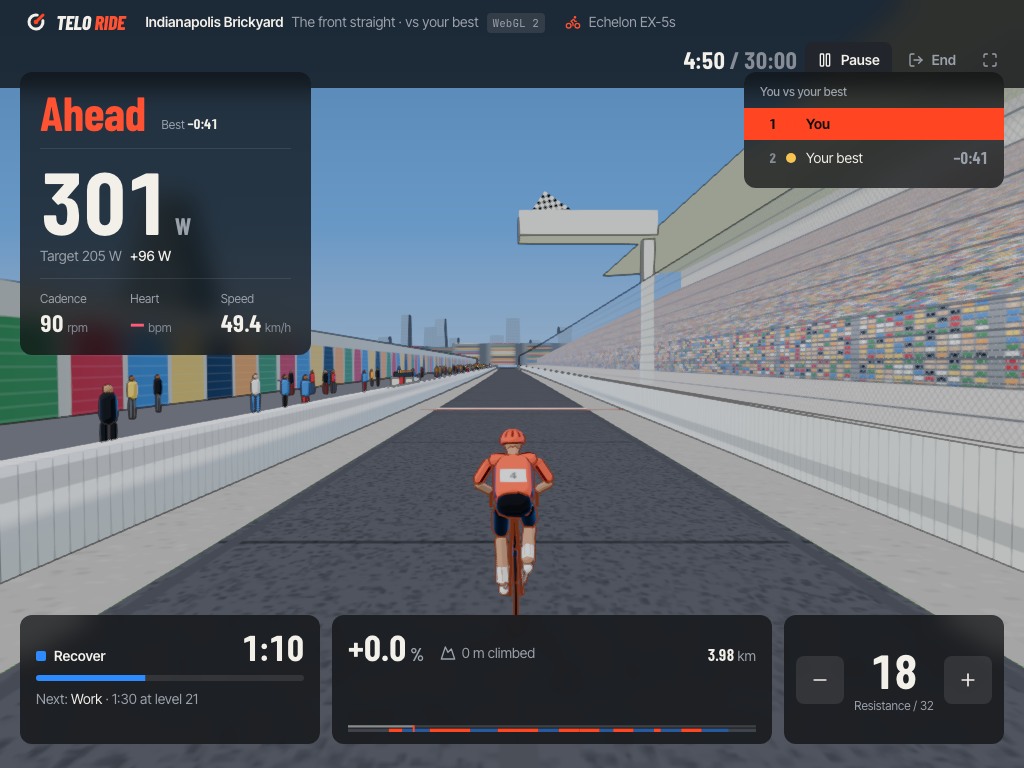 TELO RIDE Indianapolis Brickyard The front straight · vs your best WebGL 2 Echelon EX-5s
4:50 / 30:00 Pause End
Ahead Best −0:41
301 W
Target 205 W +96 W
Cadence Heart Speed
90 rpm — bpm 49.4 km/h
You vs your best
1 You
2 Your best −0:41
4
Recover 1:10
Next: Work · 1:30 at level 21
+0.0 % 0 m climbed 3.98 km
− 18 +
Resistance / 32